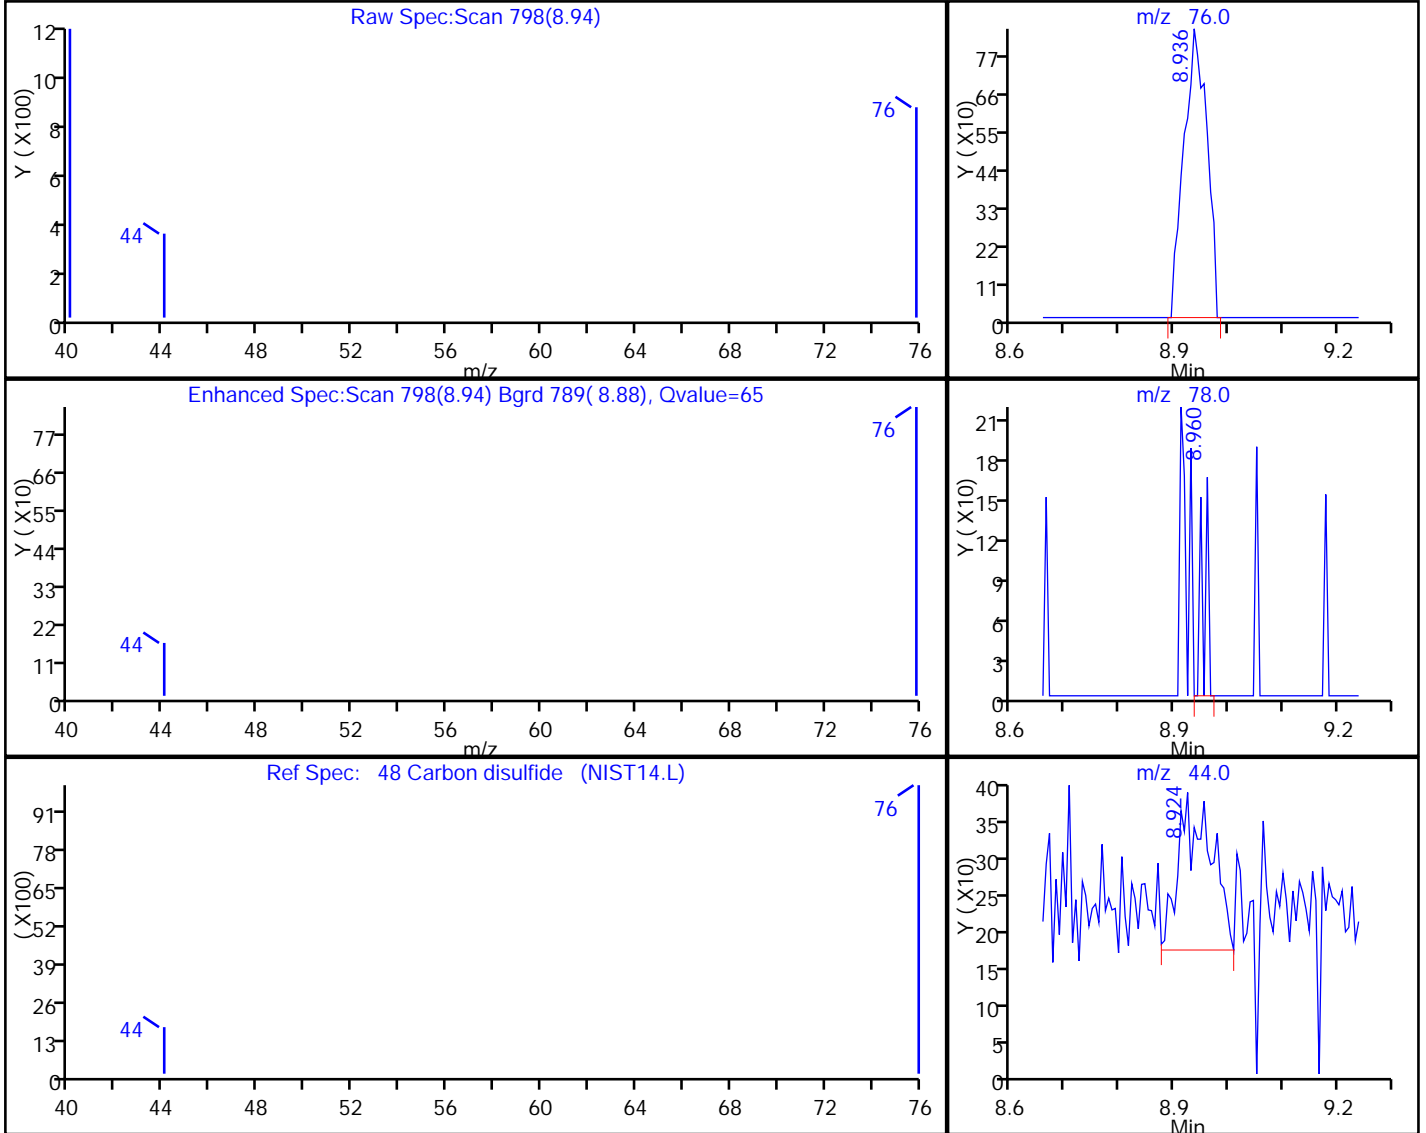 Raw Spec:Scan 798(8.94)
Y ( X100)
12
10
8
6
4
2
0
76
44
40 44 48 52 56 60 64 68 72 76
m/z
m/z 76.0
Y ( X10)
77
66
55
44
33
22
11
0
8.936
8.6 8.9 9.2
Min
Enhanced Spec:Scan 798(8.94) Bgrd 789( 8.88), Qvalue=65
Y ( X10)
77
66
55
44
33
22
11
0
76
44
40 44 48 52 56 60 64 68 72 76
m/z
m/z 78.0
Y ( X10)
21
18
15
12
9
6
3
0
8.960
8.6 8.9 9.2
Min
Ref Spec: 48 Carbon disulfide (NIST14.L)
(X100)
91
78
65
52
39
26
13
0
76
44
40 44 48 52 56 60 64 68 72 76
m/z 44.0
Y ( X10)
40
35
30
25
20
15
10
5
0
8.924
8.6 8.9 9.2
Min